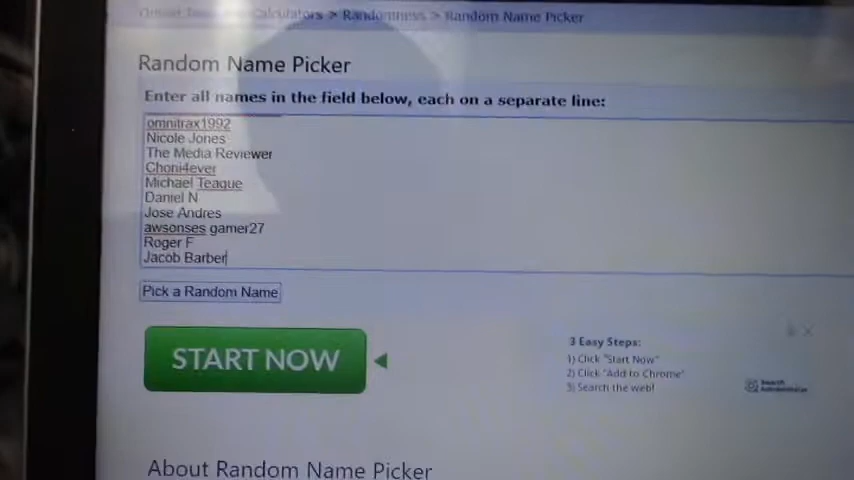 Calculators > Randomness > Random Name Picker
Random Name Picker
Enter all names in the field below, each on a separate line:
omnitrax1992
Nicole Jones
The Media Reviewer
Choni4ever
Michael Teague
Daniel N
Jose Andres
awsonses gamer27
Roger F
Jacob Barber
Pick a Random Name
START NOW
3 Easy Steps:
1) Click "Start Now"
2) Click "Add to Chrome"
3) Search the web!
About Random Name Picker